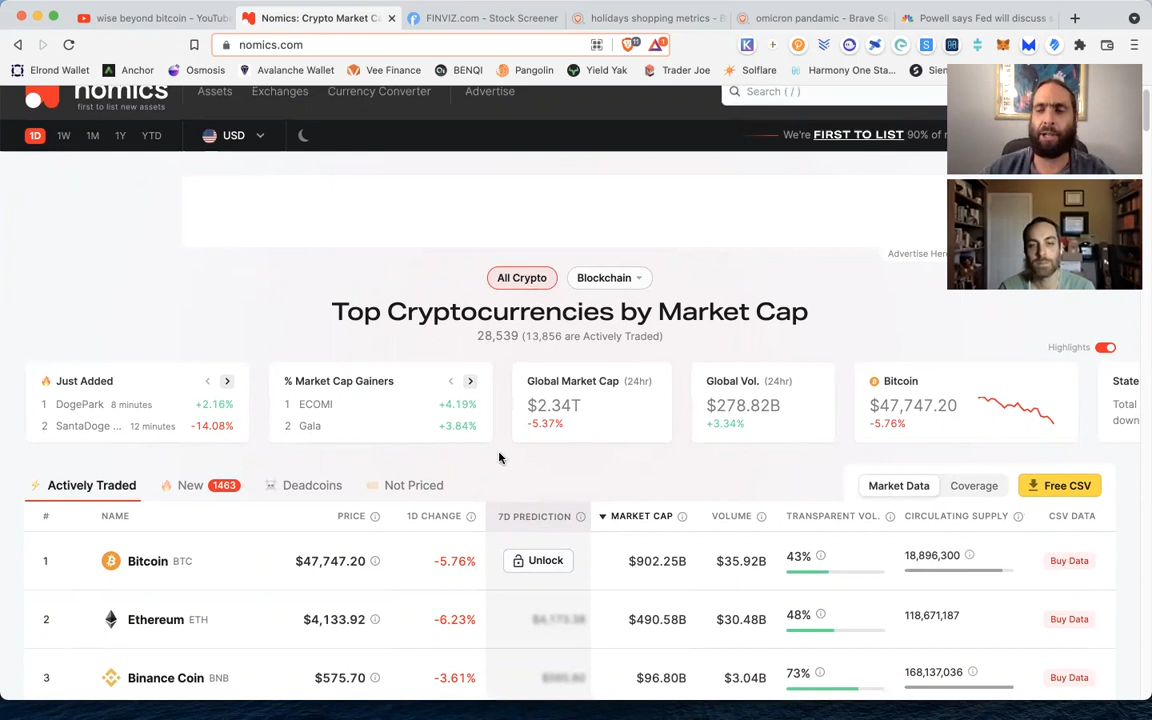 wise beyond bitcoin - YouTub
Nomics: Crypto Market Ca
FINVIZ.com - Stock Screener
holidays shopping metrics - B
omicron pandemic - Brave Se
Powell says Fed will discuss s
nomics.com
Elrond Wallet
Anchor
Osmosis
Avalanche Wallet
Vee Finance
BENQI
Pangolin
Yield Yak
Trader Joe
Solflare
Harmony One Sta...
Sien
nomics
first to list new assets
Assets
Exchanges
Currency Converter
Advertise
Search ( / )
1D
1W
1M
1Y
YTD
USD
We're FIRST TO LIST 90% of n
Advertise Here
All Crypto
Blockchain
Top Cryptocurrencies by Market Cap
28,539 (13,856 are Actively Traded)
Highlights
Just Added
1 DogePark 8 minutes +2.16%
2 SantaDoge ... 12 minutes -14.08%
% Market Cap Gainers
1 ECOMI +4.19%
2 Gala +3.84%
Global Market Cap (24hr)
$2.34T
-5.37%
Global Vol. (24hr)
$278.82B
+3.34%
Bitcoin
$47,747.20
-5.76%
State
Total
down
Actively Traded
New 1463
Deadcoins
Not Priced
Market Data
Coverage
Free CSV
# NAME PRICE 1D CHANGE 7D PREDICTION MARKET CAP VOLUME TRANSPARENT VOL. CIRCULATING SUPPLY CSV DATA
1 Bitcoin BTC $47,747.20 -5.76% Unlock $902.25B $35.92B 43% 18,896,300 Buy Data
2 Ethereum ETH $4,133.92 -6.23% $490.58B $30.48B 48% 118,671,187 Buy Data
3 Binance Coin BNB $575.70 -3.61% $96.80B $3.04B 73% 168,137,036 Buy Data